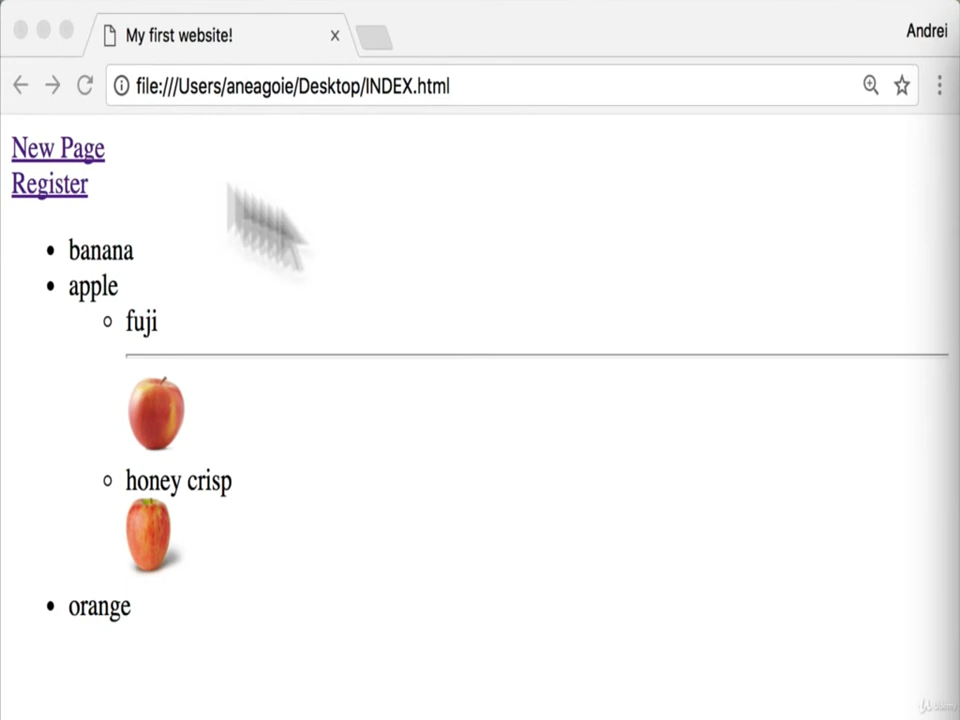 My first website!
Andrei
file:///Users/aneagoie/Desktop/INDEX.html
New Page
Register
banana
apple
fuji
honey crisp
orange
Udemy